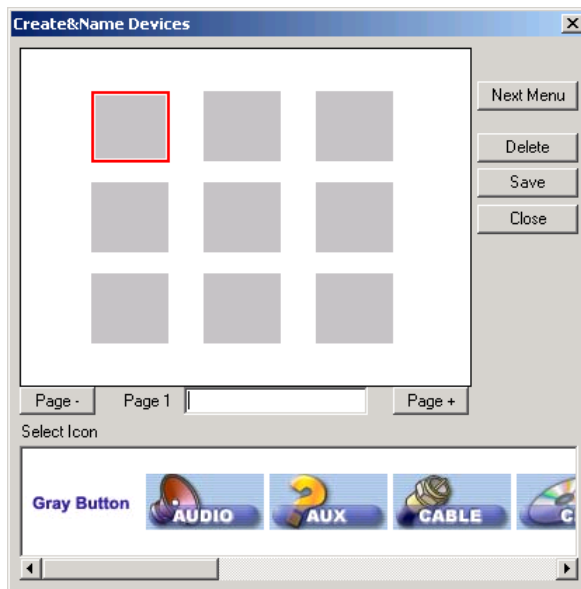 Create&Name Devices
Next Menu
Delete
Save
Close
Page -
Page 1
Page +
Select Icon
Gray Button
AUDIO
AUX
CABLE
C